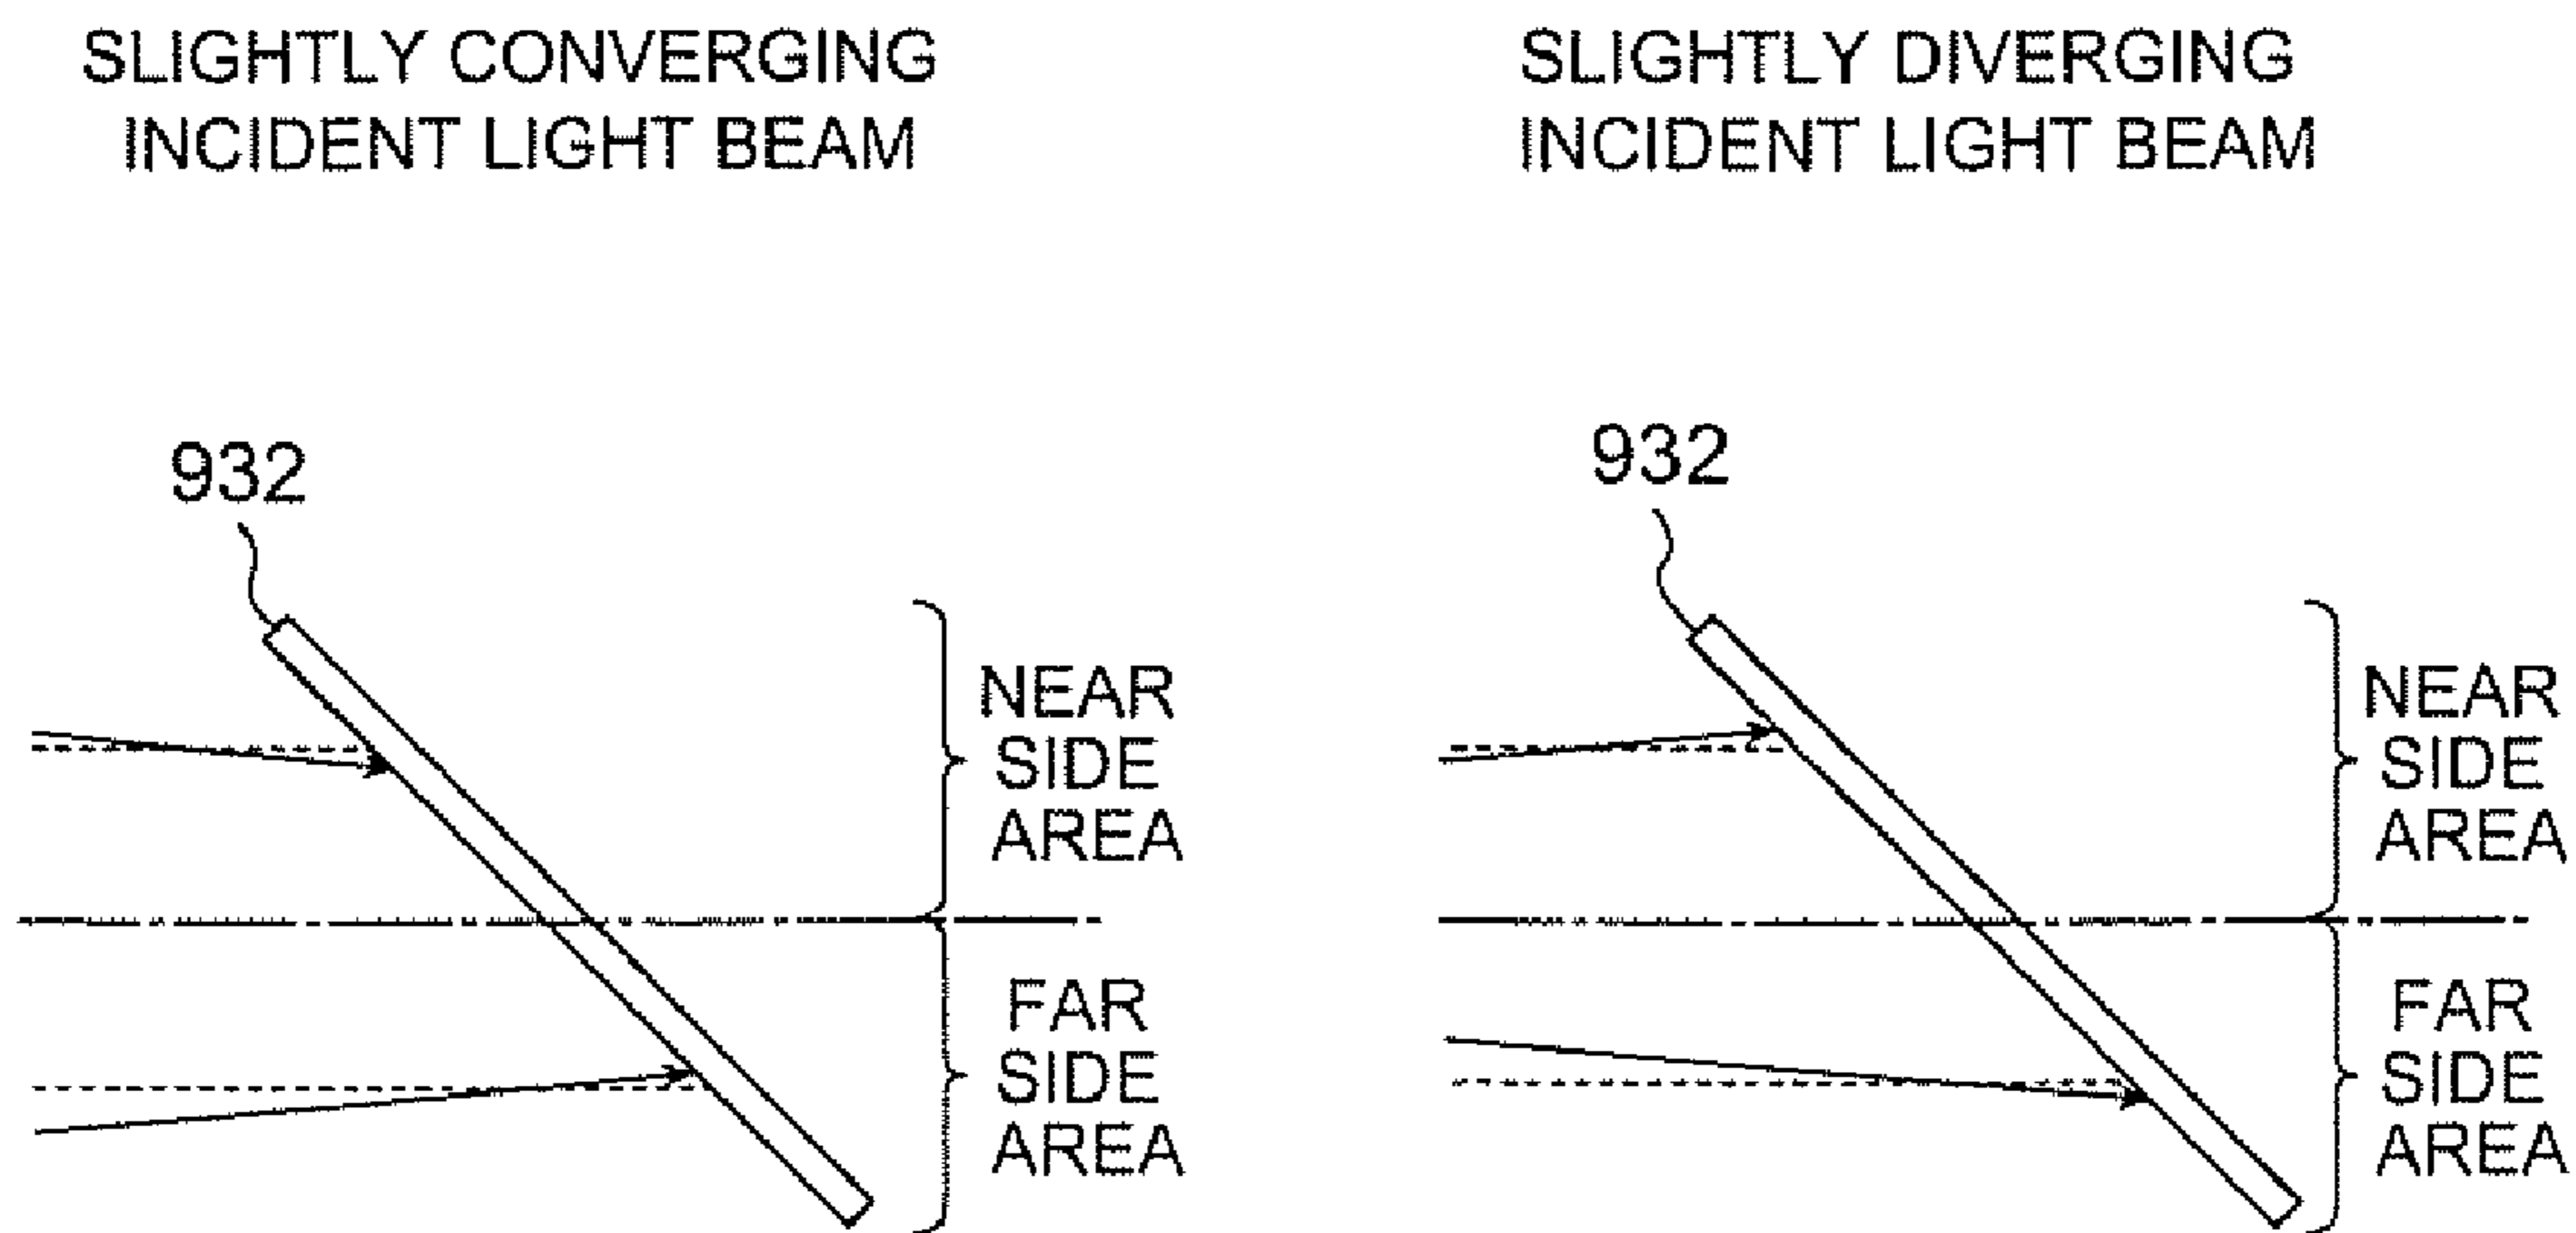 SLIGHTLY CONVERGING
INCIDENT LIGHT BEAM
932
NEAR
SIDE
AREA
FAR
SIDE
AREA
SLIGHTLY DIVERGING
INCIDENT LIGHT BEAM
932
NEAR
SIDE
AREA
FAR
SIDE
AREA